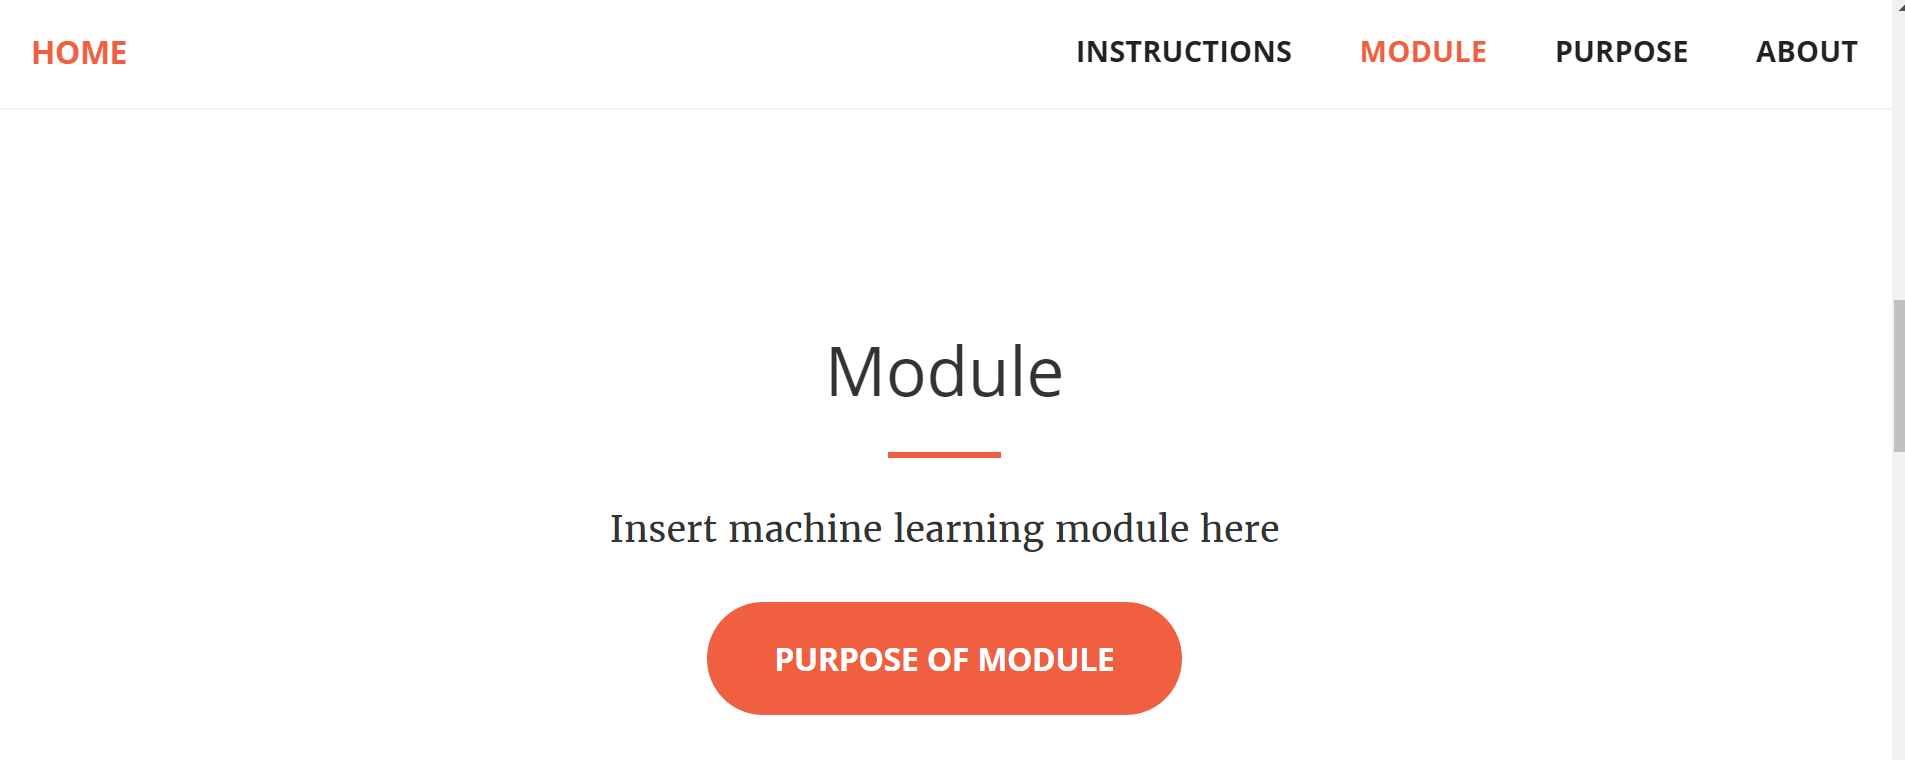 HOME INSTRUCTIONS MODULE PURPOSE ABOUT
Module
Insert machine learning module here
PURPOSE OF MODULE